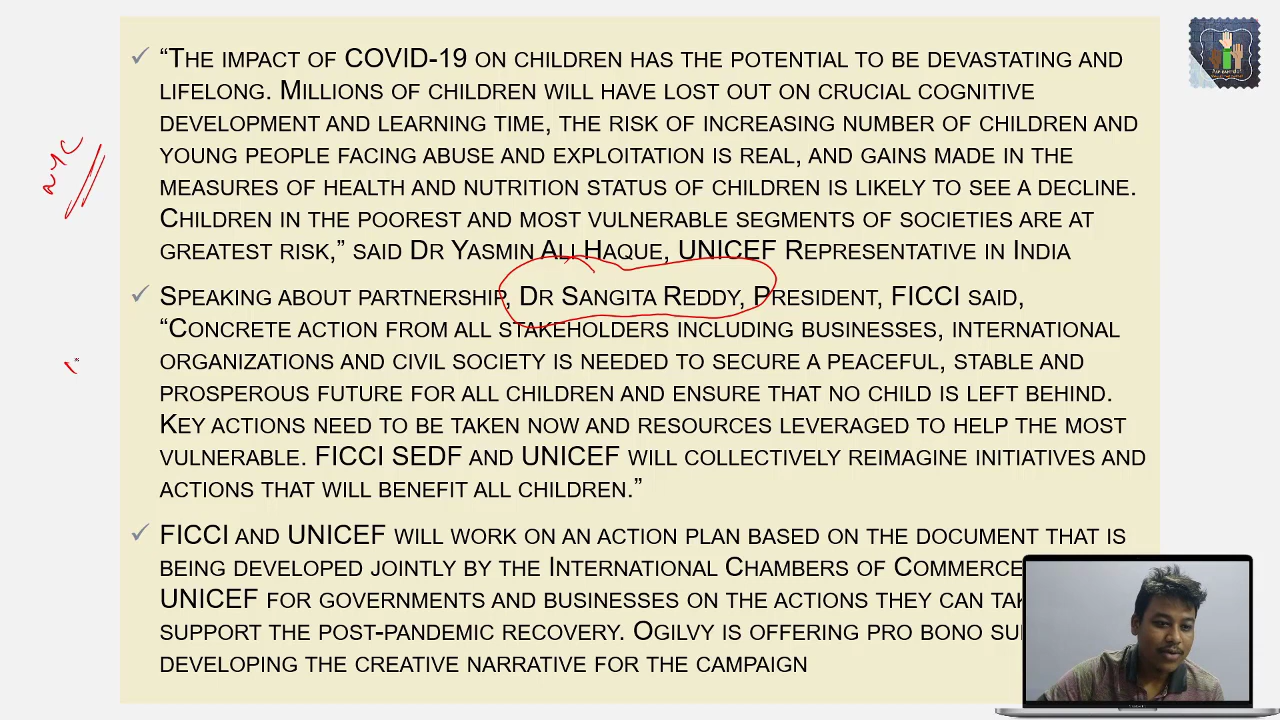 “THE IMPACT OF COVID-19 ON CHILDREN HAS THE POTENTIAL TO BE DEVASTATING AND
LIFELONG. MILLIONS OF CHILDREN WILL HAVE LOST OUT ON CRUCIAL COGNITIVE
DEVELOPMENT AND LEARNING TIME, THE RISK OF INCREASING NUMBER OF CHILDREN AND
YOUNG PEOPLE FACING ABUSE AND EXPLOITATION IS REAL, AND GAINS MADE IN THE
MEASURES OF HEALTH AND NUTRITION STATUS OF CHILDREN IS LIKELY TO SEE A DECLINE.
CHILDREN IN THE POOREST AND MOST VULNERABLE SEGMENTS OF SOCIETIES ARE AT
GREATEST RISK,” SAID DR YASMIN ALI HAQUE, UNICEF REPRESENTATIVE IN INDIA
SPEAKING ABOUT PARTNERSHIP, DR SANGITA REDDY, PRESIDENT, FICCI SAID,
“CONCRETE ACTION FROM ALL STAKEHOLDERS INCLUDING BUSINESSES, INTERNATIONAL
ORGANIZATIONS AND CIVIL SOCIETY IS NEEDED TO SECURE A PEACEFUL, STABLE AND
PROSPEROUS FUTURE FOR ALL CHILDREN AND ENSURE THAT NO CHILD IS LEFT BEHIND.
KEY ACTIONS NEED TO BE TAKEN NOW AND RESOURCES LEVERAGED TO HELP THE MOST
VULNERABLE. FICCI SEDF AND UNICEF WILL COLLECTIVELY REIMAGINE INITIATIVES AND
ACTIONS THAT WILL BENEFIT ALL CHILDREN.”
FICCI AND UNICEF WILL WORK ON AN ACTION PLAN BASED ON THE DOCUMENT THAT IS
BEING DEVELOPED JOINTLY BY THE INTERNATIONAL CHAMBERS OF COMMERCE
UNICEF FOR GOVERNMENTS AND BUSINESSES ON THE ACTIONS THEY CAN
SUPPORT THE POST-PANDEMIC RECOVERY. OGILVY IS OFFERING PRO BONO
DEVELOPING THE CREATIVE NARRATIVE FOR THE CAMPAIGN